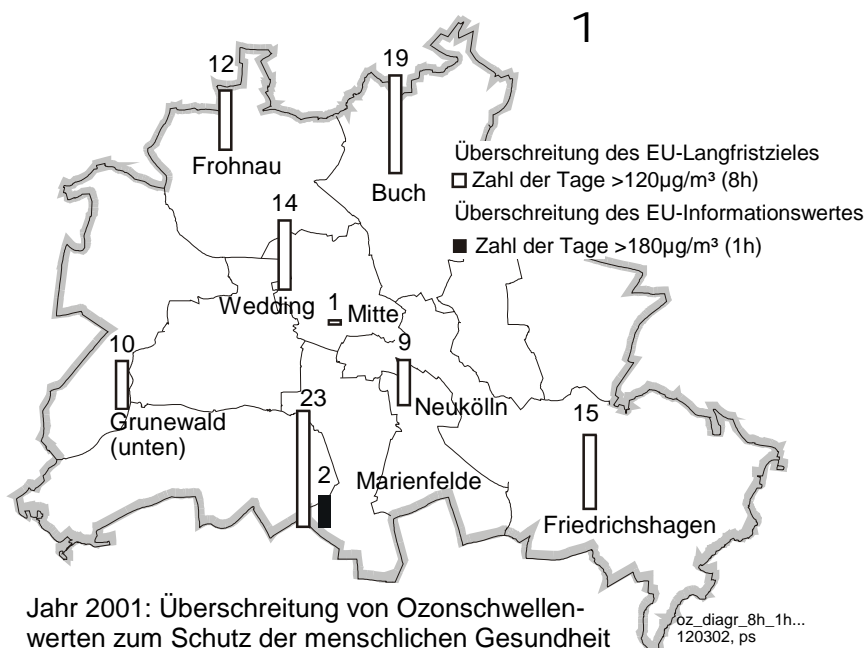 1
12
19
Überschreitung des EU-Langfristzieles
Zahl der Tage >120µg/m³ (8h)
Frohnau
Buch
Überschreitung des EU-Informationswertes
14
Zahl der Tage >180µg/m³ (1h)
Wedding
1
Mitte
10
9
Grunewald
(unten)
23
Neukölln
15
2
Marienfelde
Friedrichshagen
Jahr 2001: Überschreitung von Ozonschwellen-
werten zum Schutz der menschlichen Gesundheit
oz_diagr_8h_1h...
120302, ps